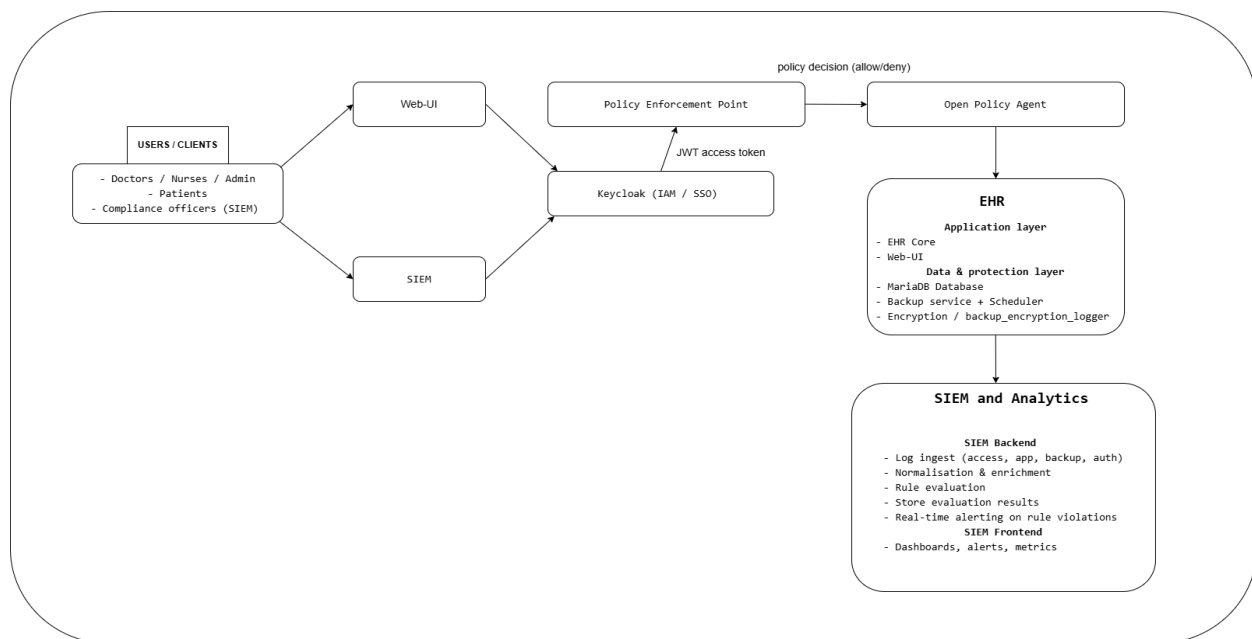 policy decision (allow/deny)
Web-UI
Policy Enforcement Point
Open Policy Agent
USERS / CLIENTS
JWT access token
- Doctors / Nurses / Admin
- Patients
- Compliance officers (SIEM)
Keycloak (IAM / SSO)
SIEM
EHR
Application layer
- EHR Core
- Web-UI
Data & protection layer
- MariaDB Database
- Backup service + Scheduler
- Encryption / backup_encryption_logger
SIEM and Analytics
SIEM Backend
- Log ingest (access, app, backup, auth)
- Normalisation & enrichment
- Rule evaluation
- Store evaluation results
- Real-time alerting on rule violations
SIEM Frontend
- Dashboards, alerts, metrics